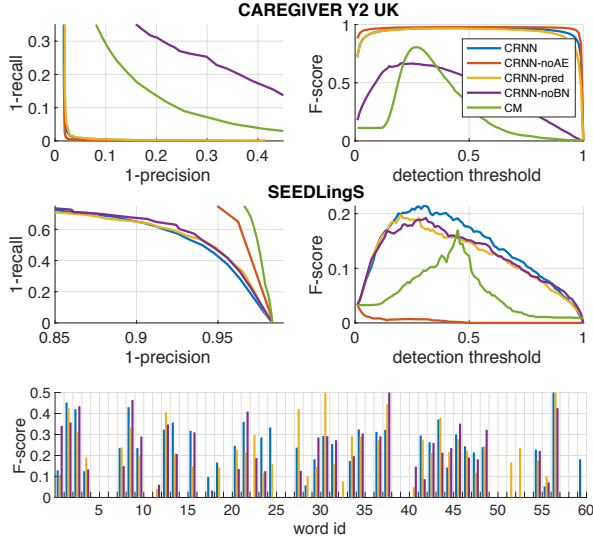 CAREGIVER Y2 UK
1-recall
0.3
0.2
0.1
0
0 0.1 0.2 0.3 0.4
1-precision
F-score
1
0.5
0
0 0.5 1
detection threshold
CRNN
CRNN-noAE
CRNN-pred
CRNN-noBN
CM
SEEDLingS
1-recall
0.6
0.4
0.2
0
0.85 0.9 0.95
1-precision
F-score
0.2
0.1
0
0 0.5 1
detection threshold
F-score
0.5
0.4
0.3
0.2
0.1
0
5 10 15 20 25 30 35 40 45 50 55 60
word id